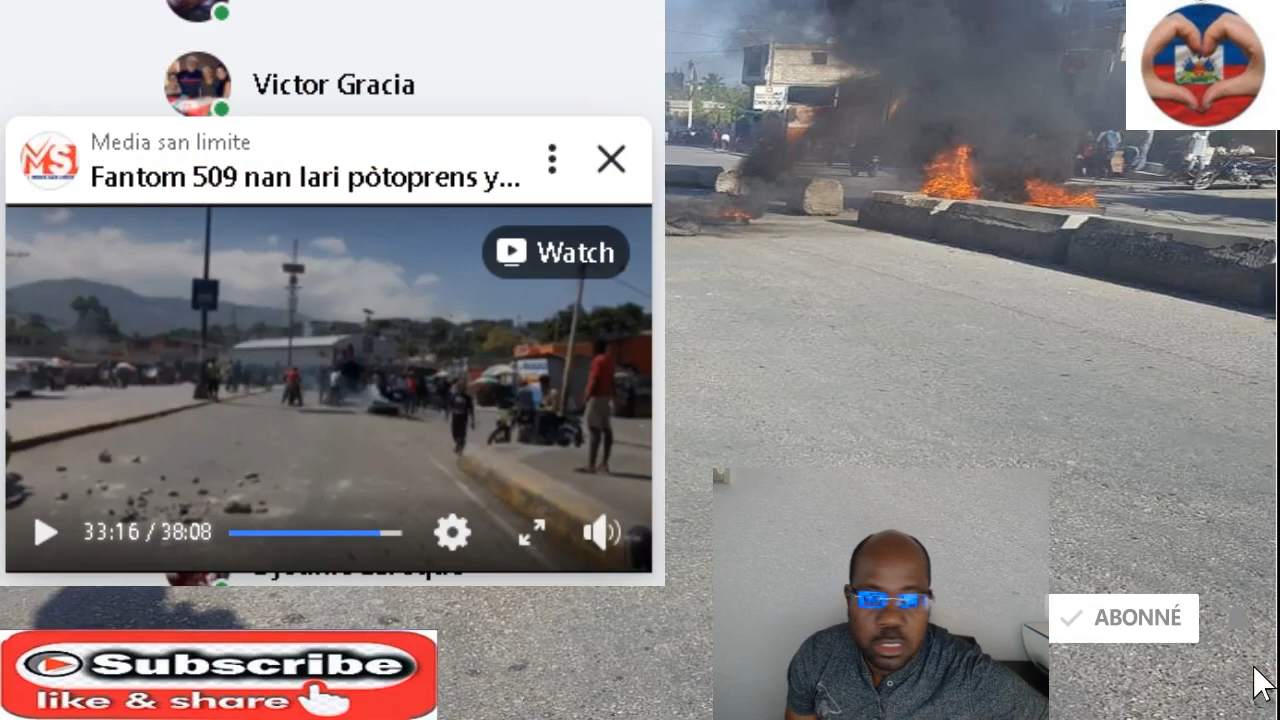 Victor Gracia
Media san limite
Fantom 509 nan lari pòtoprens y...
MS
Watch
33:16 / 38:08
ABONNÉ
Subscribe
like & share